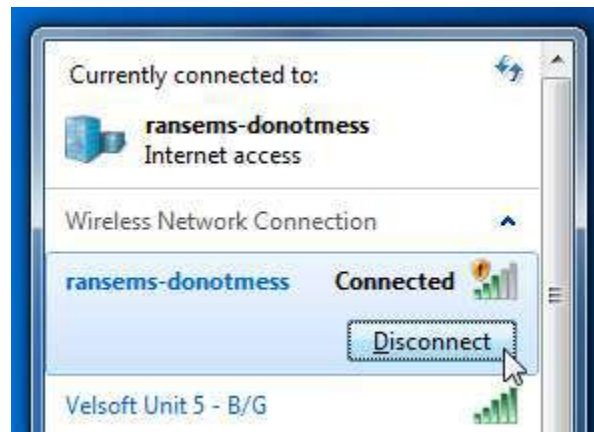 Currently connected to:
ransems-donotmess
Internet access
Wireless Network Connection
ransems-donotmess Connected
Disconnect
Velsoft Unit 5 - B/G